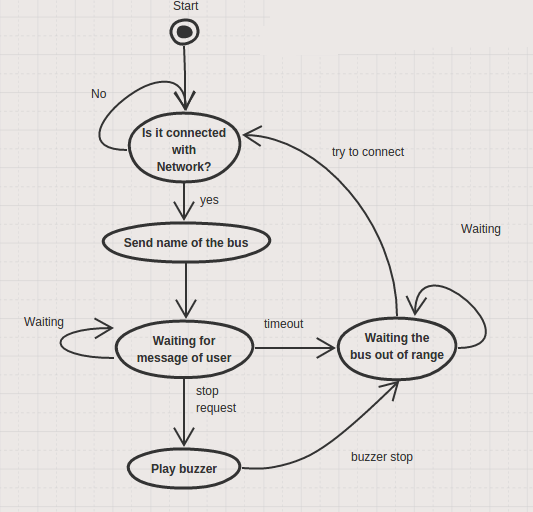 Start
No
Is it connected
with
Network?
try to connect
yes
Waiting
Send name of the bus
Waiting
timeout
Waiting for
message of user
Waiting the
bus out of range
stop
request
buzzer stop
Play buzzer